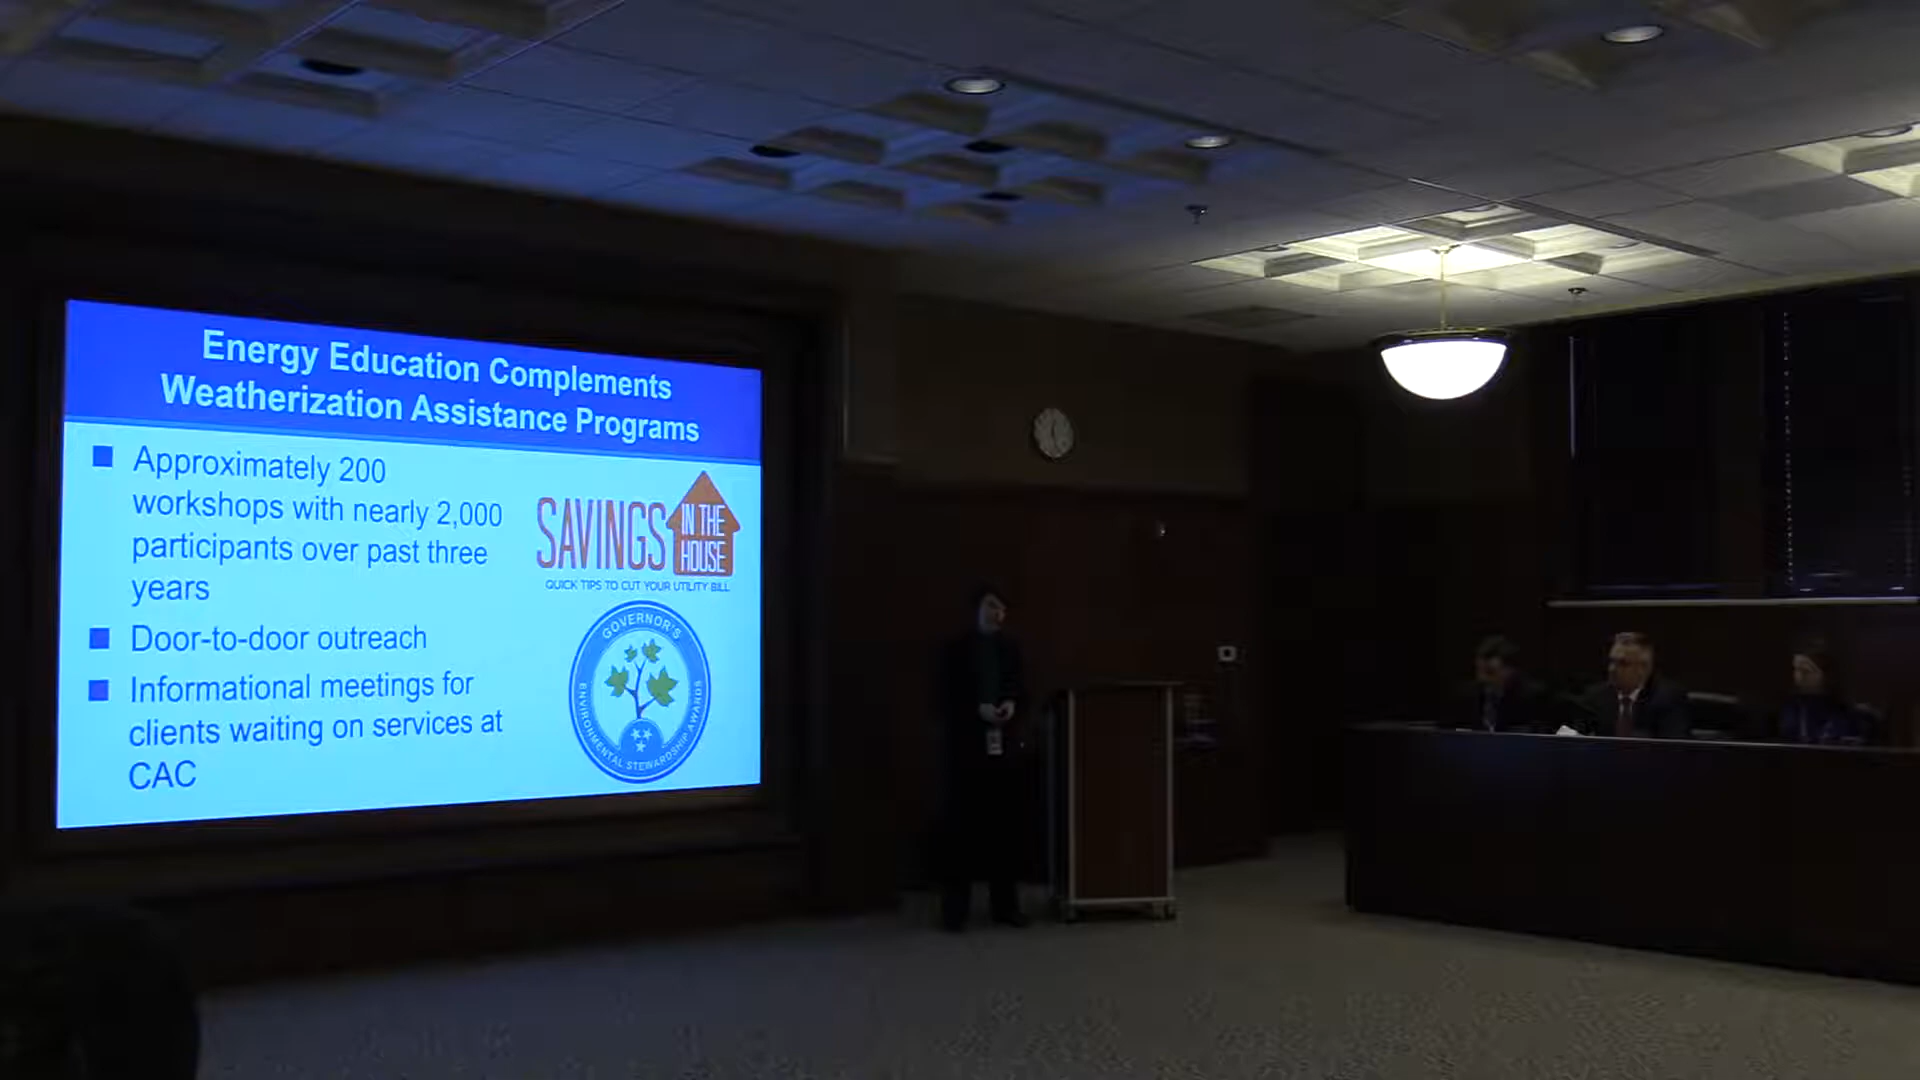 Energy Education Complements
Weatherization Assistance Programs
Approximately 200
workshops with nearly 2,000
participants over past three
years
Door-to-door outreach
Informational meetings for
clients waiting on services at
CAC
SAVINGS
IN THE
HOUSE
QUICK TIPS TO CUT YOUR UTILITY BILL
GOVERNOR'S
ENVIRONMENTAL STEWARDSHIP AWARDS